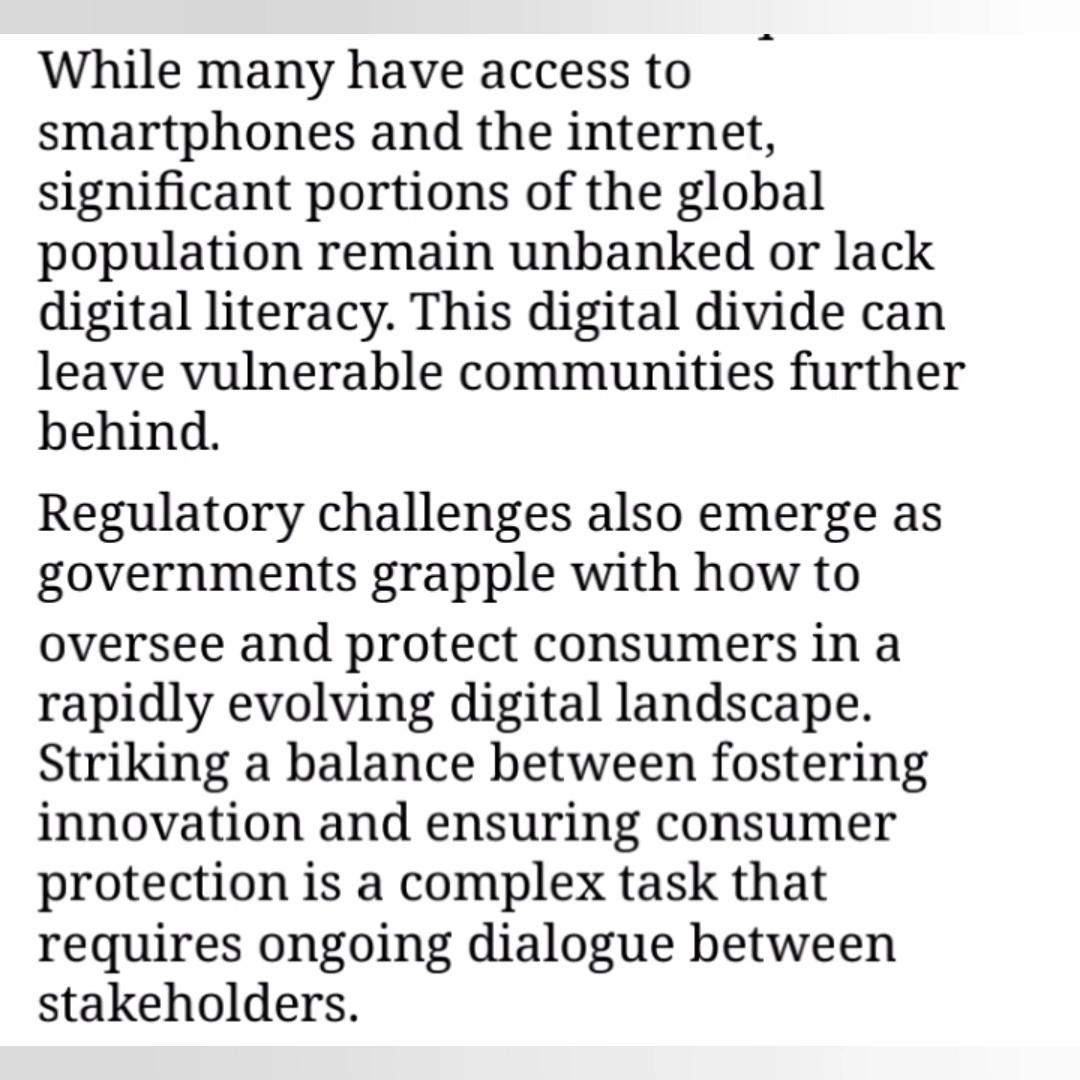 While many have access to
smartphones and the internet,
significant portions of the global
population remain unbanked or lack
digital literacy. This digital divide can
leave vulnerable communities further
behind.
Regulatory challenges also emerge as
governments grapple with how to
oversee and protect consumers in a
rapidly evolving digital landscape.
Striking a balance between fostering
innovation and ensuring consumer
protection is a complex task that
requires ongoing dialogue between
stakeholders.